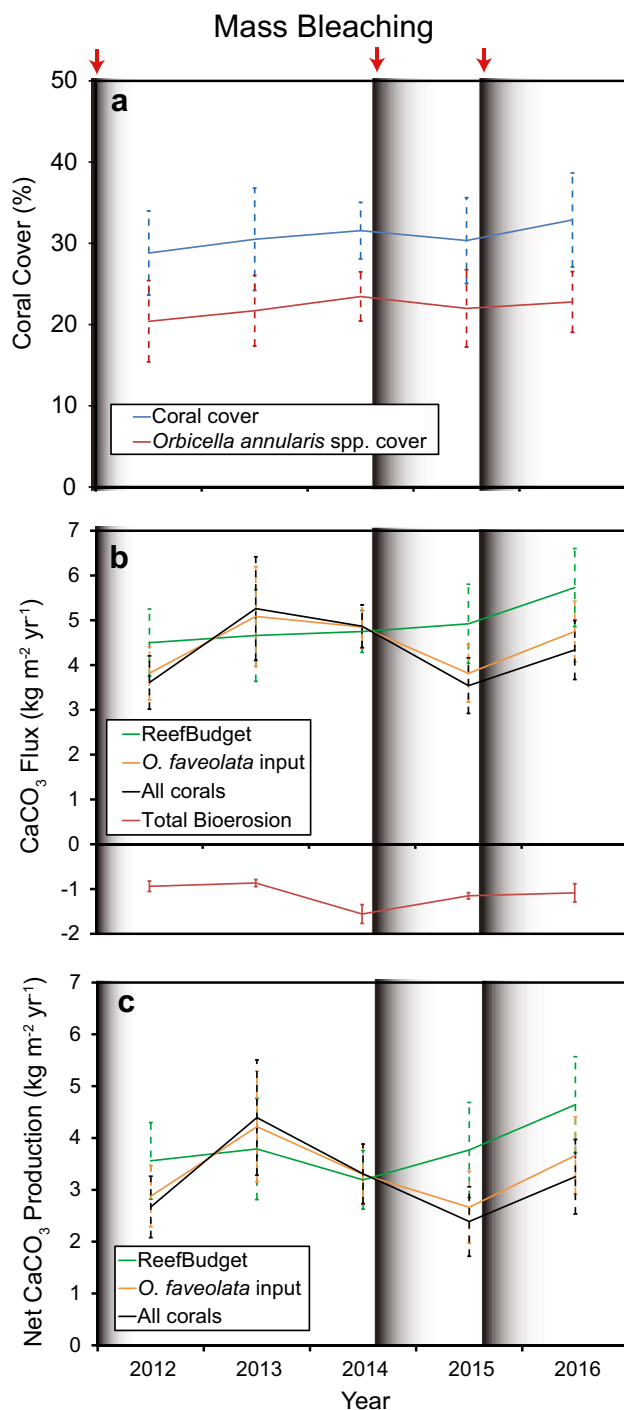 Mass Bleaching
a
50
40
30
20
10
0
Coral Cover (%)
Coral cover
Orbicella annularis spp. cover
b
7
6
5
4
3
2
1
0
-1
-2
CaCO₃ Flux (kg m⁻² yr⁻¹)
ReefBudget
O. faveolata input
All corals
Total Bioerosion
c
7
6
5
4
3
2
1
0
Net CaCO₃ Production (kg m⁻² yr⁻¹)
ReefBudget
O. faveolata input
All corals
2012 2013 2014 2015 2016
Year